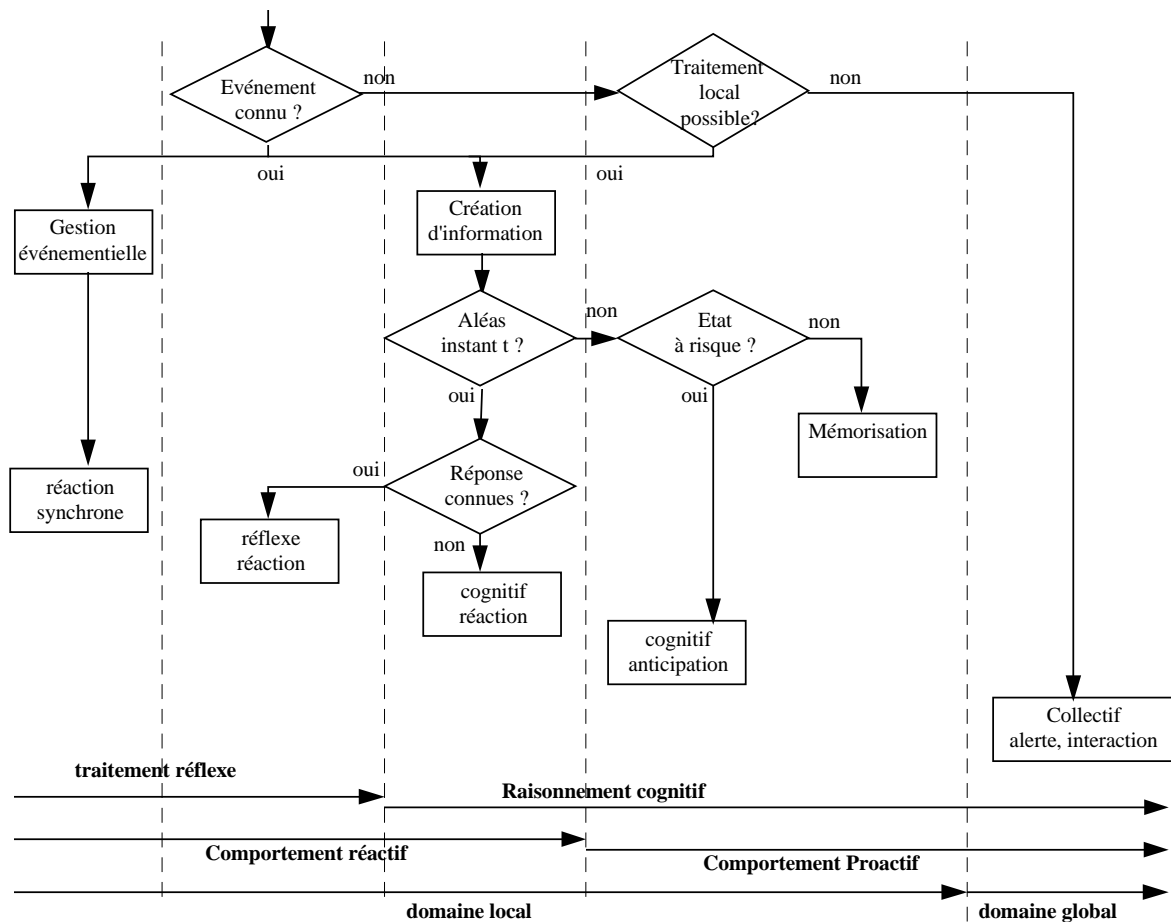 Evénement
connu ?
non
Traitement
local
possible?
non
oui
oui
Gestion
événementielle
Création
d'information
Aléas
instant t ?
non
Etat
à risque ?
non
oui
oui
Mémorisation
réaction
synchrone
oui
Réponse
connues ?
réflexe
réaction
non
cognitif
réaction
cognitif
anticipation
Collectif
alerte, interaction
traitement réflexe
Raisonnement cognitif
Comportement réactif
Comportement Proactif
domaine local
domaine global